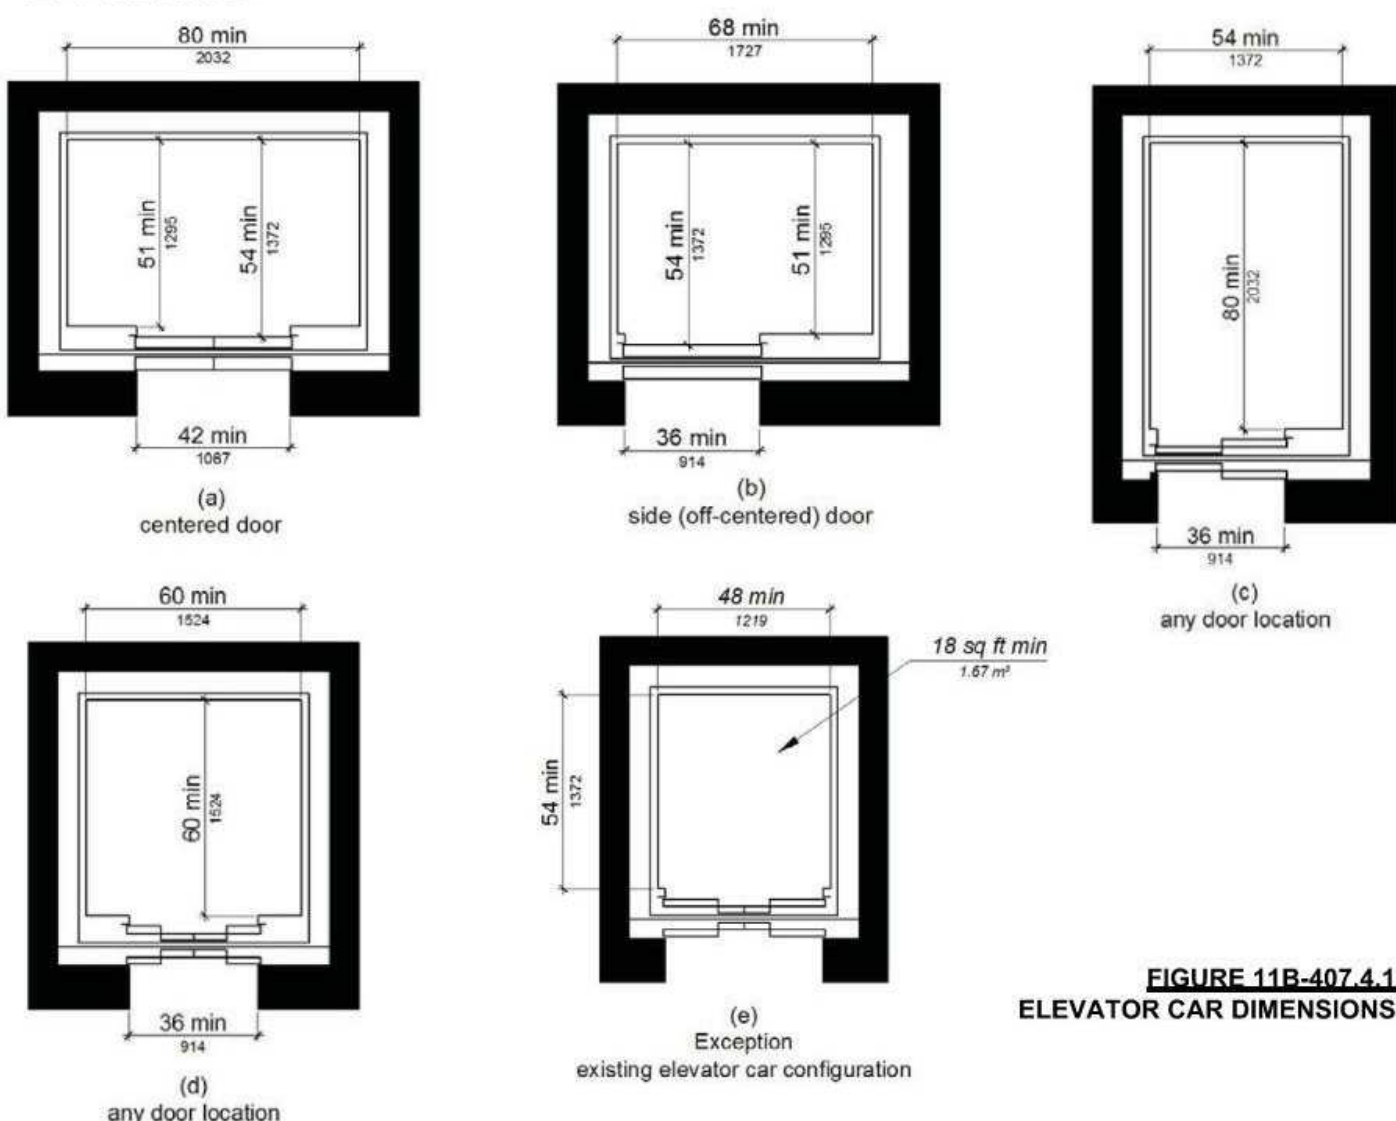 80 min
2032
51 min
1295
54 min
1372
42 min
1067
(a)
centered door
68 min
1727
54 min
1372
51 min
1295
36 min
914
(b)
side (off-centered) door
54 min
1372
80 min
2032
36 min
914
(c)
any door location
60 min
1524
60 min
1524
36 min
914
(d)
any door location
48 min
1219
18 sq ft min
1.67 m²
54 min
1372
(e)
Exception
existing elevator car configuration
FIGURE 11B-407.4.1
ELEVATOR CAR DIMENSIONS